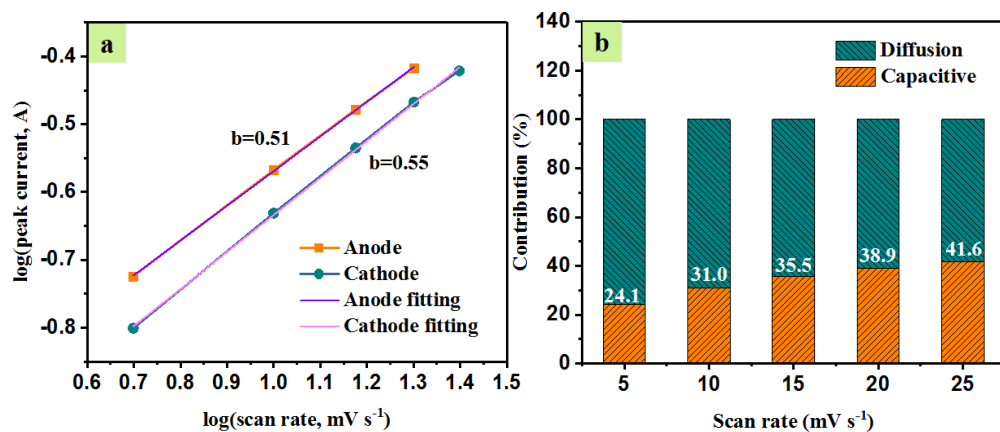 a
log(peak current, A)
-0.4
-0.5
-0.6
-0.7
-0.8
b=0.51
b=0.55
Anode
Cathode
Anode fitting
Cathode fitting
0.6 0.7 0.8 0.9 1.0 1.1 1.2 1.3 1.4 1.5
log(scan rate, mV s⁻¹)
b
Contribution (%)
140
120
100
80
60
40
20
0
Diffusion
Capacitive
24.1
31.0
35.5
38.9
41.6
5 10 15 20 25
Scan rate (mV s⁻¹)